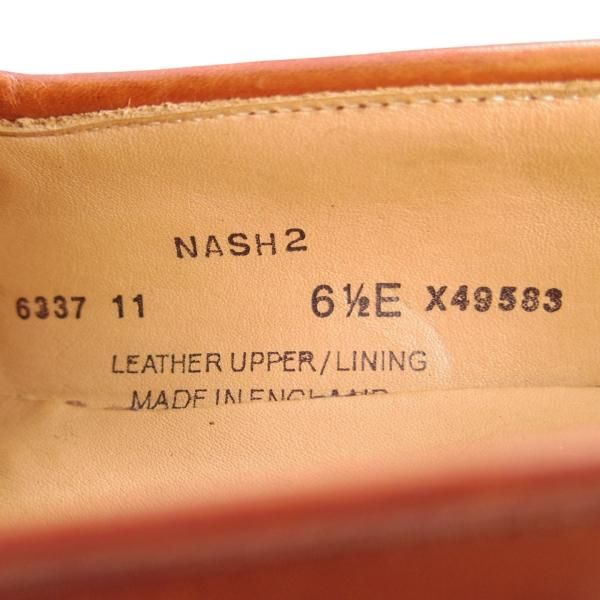 NASH2
6337 11 6½E X49583
LEATHER UPPER/LINING
MADE IN ENGLAND